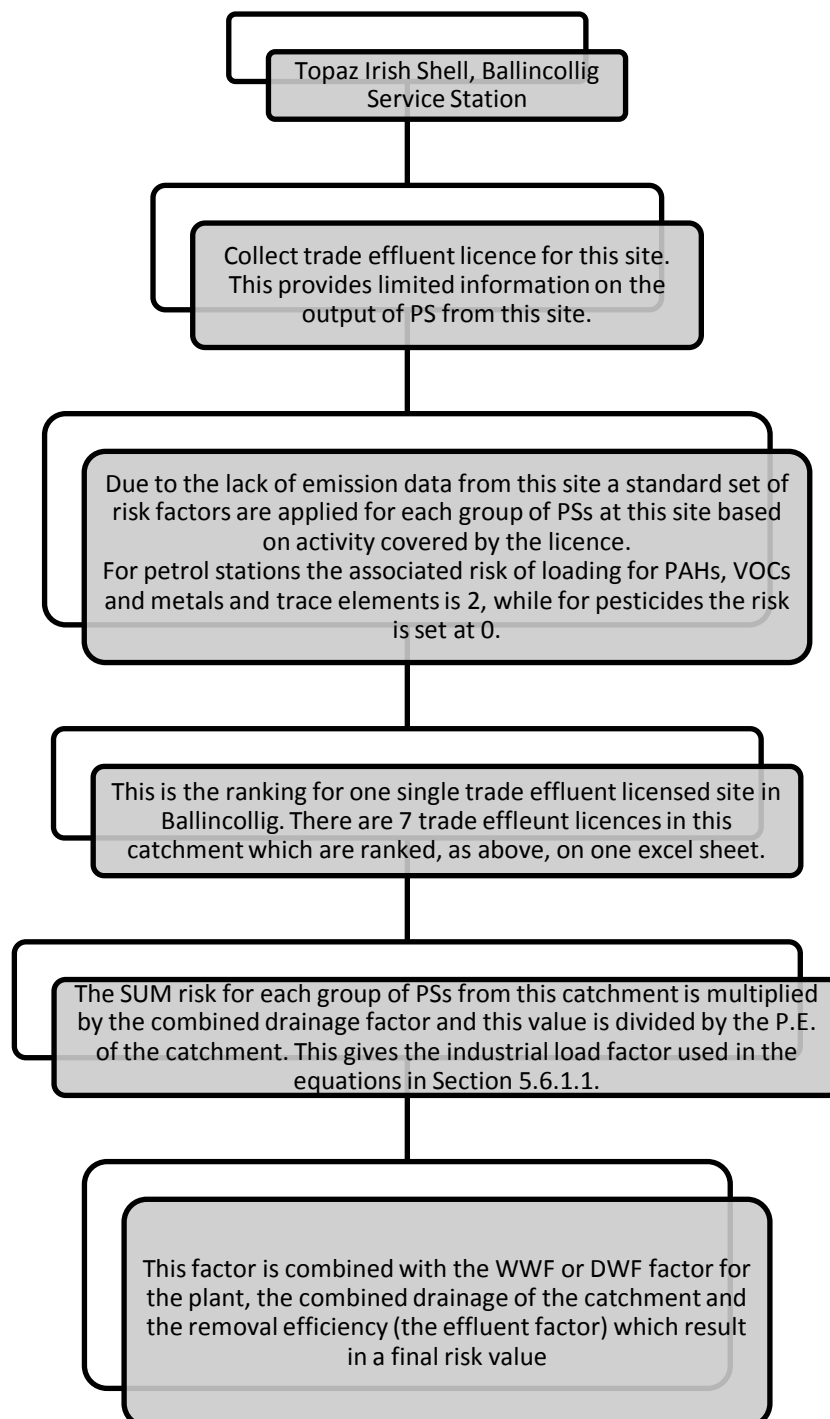 Topaz Irish Shell, Ballincollig
Service Station
Collect trade effluent licence for this site.
This provides limited information on the
output of PS from this site.
Due to the lack of emission data from this site a standard set of
risk factors are applied for each group of PSs at this site based
on activity covered by the licence.
For petrol stations the associated risk of loading for PAHs, VOCs
and metals and trace elements is 2, while for pesticides the risk
is set at 0.
This is the ranking for one single trade effluent licensed site in
Ballincollig. There are 7 trade effleunt licences in this
catchment which are ranked, as above, on one excel sheet.
The SUM risk for each group of PSs from this catchment is multiplied
by the combined drainage factor and this value is divided by the P.E.
of the catchment. This gives the industrial load factor used in the
equations in Section 5.6.1.1.
This factor is combined with the WWF or DWF factor for
the plant, the combined drainage of the catchment and
the removal efficiency (the effluent factor) which result
in a final risk value